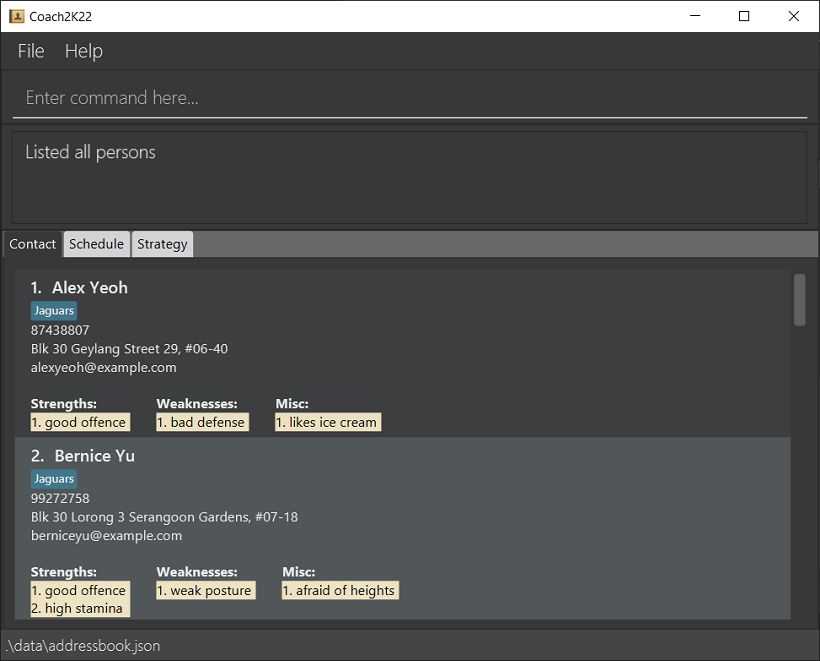 Coach2K22
File Help
Enter command here...
Listed all persons
Contact Schedule Strategy
1. Alex Yeoh
Jaguars
87438807
Blk 30 Geylang Street 29, #06-40
alexyeoh@example.com
Strengths: Weaknesses: Misc:
1. good offence 1. bad defense 1. likes ice cream
2. Bernice Yu
Jaguars
99272758
Blk 30 Lorong 3 Serangoon Gardens, #07-18
berniceyu@example.com
Strengths: Weaknesses: Misc:
1. good offence 1. weak posture 1. afraid of heights
2. high stamina
.\data\addressbook.json